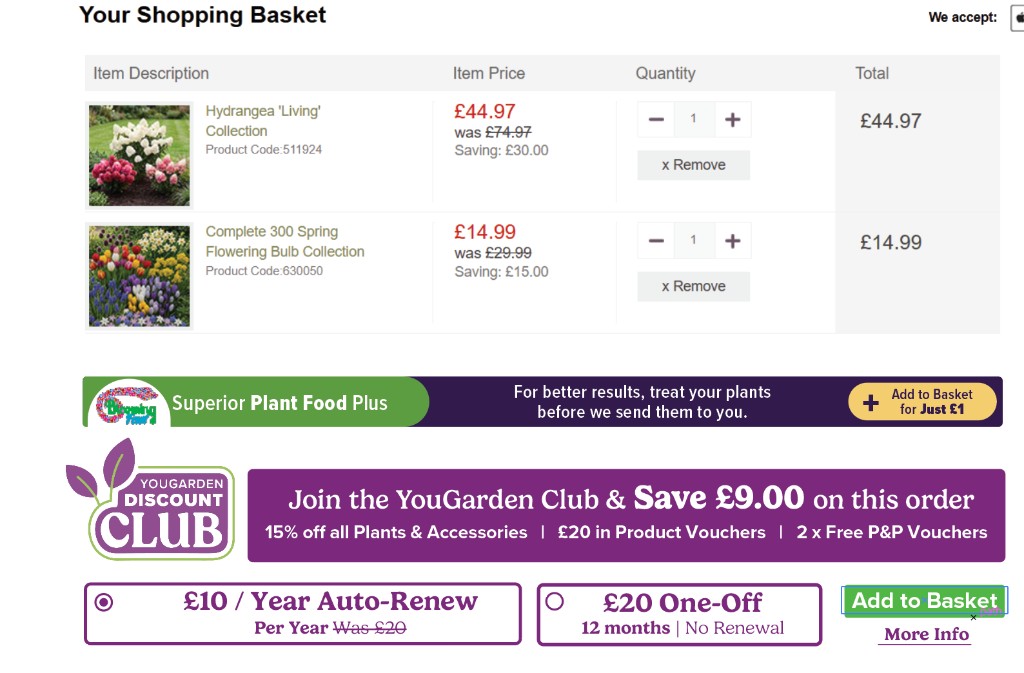 Your Shopping Basket
We accept:
Item Description Item Price Quantity Total
Hydrangea 'Living'
Collection
Product Code:511924
£44.97
was £74.97
Saving: £30.00
1
x Remove
£44.97
Complete 300 Spring
Flowering Bulb Collection
Product Code:630050
£14.99
was £29.99
Saving: £15.00
1
x Remove
£14.99
Blooming
Fast
Superior Plant Food Plus
For better results, treat your plants
before we send them to you.
+ Add to Basket
for Just £1
YOUGARDEN
DISCOUNT
CLUB
Join the YouGarden Club & Save £9.00 on this order
15% off all Plants & Accessories | £20 in Product Vouchers | 2 x Free P&P Vouchers
£10 / Year Auto-Renew
Per Year Was £20
£20 One-Off
12 months | No Renewal
Add to Basket
More Info